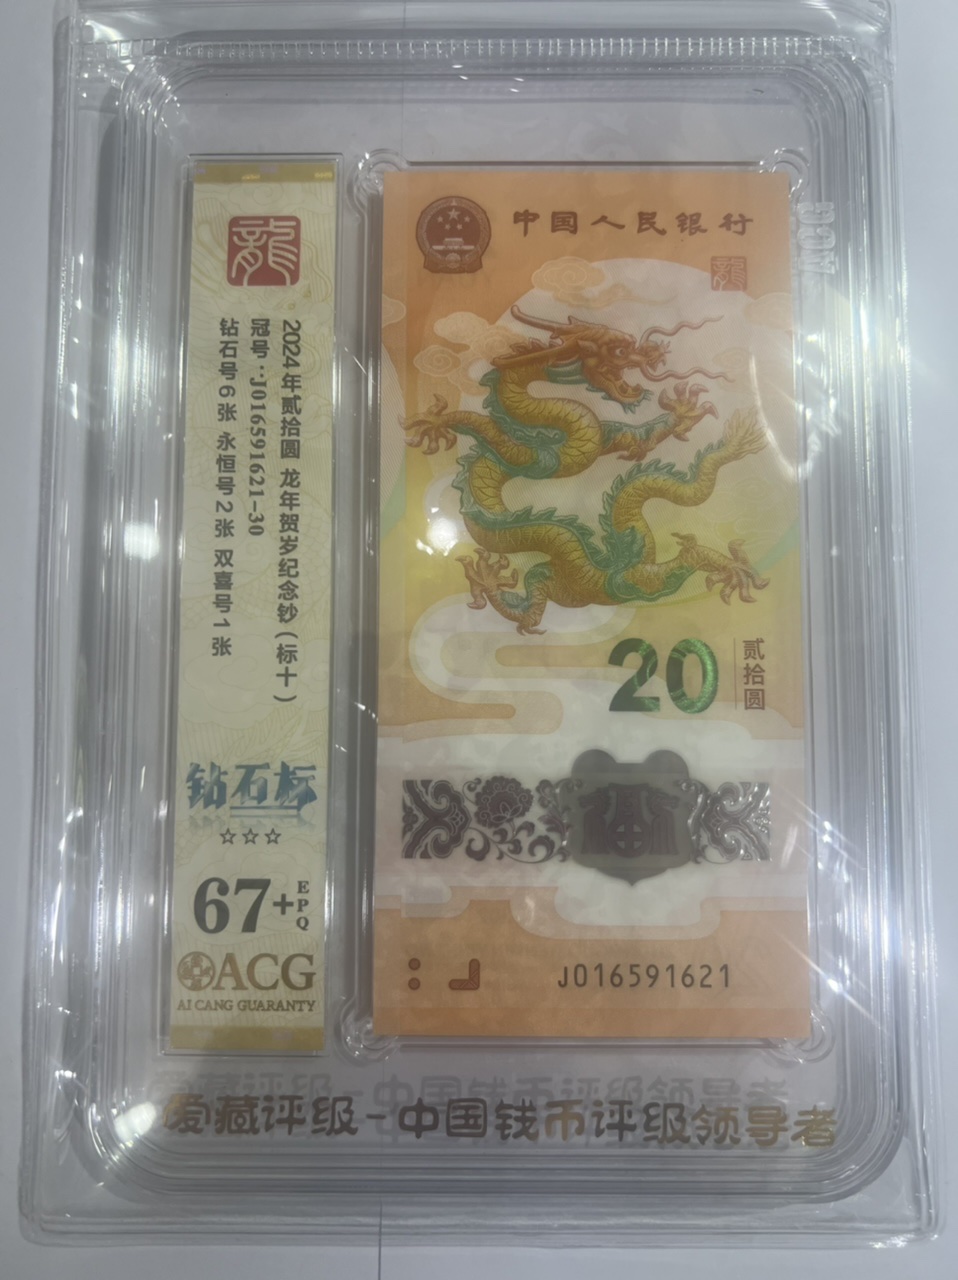 龍
2024年贰拾圆 龙年贺岁纪念钞(标十)
冠号:J016591621-30
钻石号6张 永恒号2张 双喜号1张
钻石标
☆☆☆
67+EPQ
ACG
AI CANG GUARANTY
中国人民银行
龍
20
贰拾圆
J016591621
爱藏评级-中国钱币评级领导者